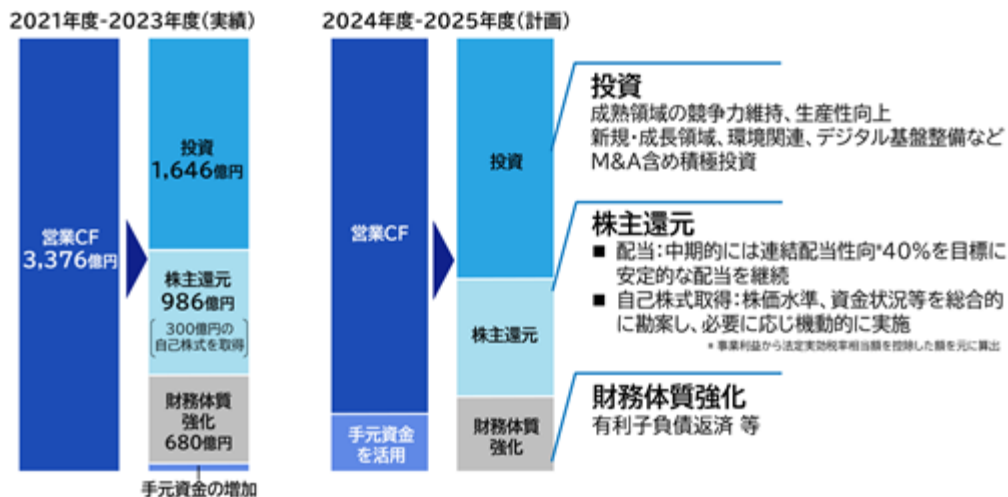 2021年度-2023年度(実績)
営業CF
3,376億円
投資
1,646億円
株主還元
986億円
300億円の
自己株式を取得
財務体質
強化
680億円
手元資金の増加
2024年度-2025年度(計画)
営業CF
手元資金
を活用
投資
株主還元
財務体質
強化
投資
成熟領域の競争力維持、生産性向上
新規・成長領域、環境関連、デジタル基盤整備など
M&A含め積極投資
株主還元
■ 配当:中期的には連結配当性向*40%を目標に
安定的な配当を継続
■ 自己株式取得:株価水準、資金状況等を総合的
に勘案し、必要に応じ機動的に実施
* 事業利益から法定実効税率相当額を控除した額を元に算出
財務体質強化
有利子負債返済 等